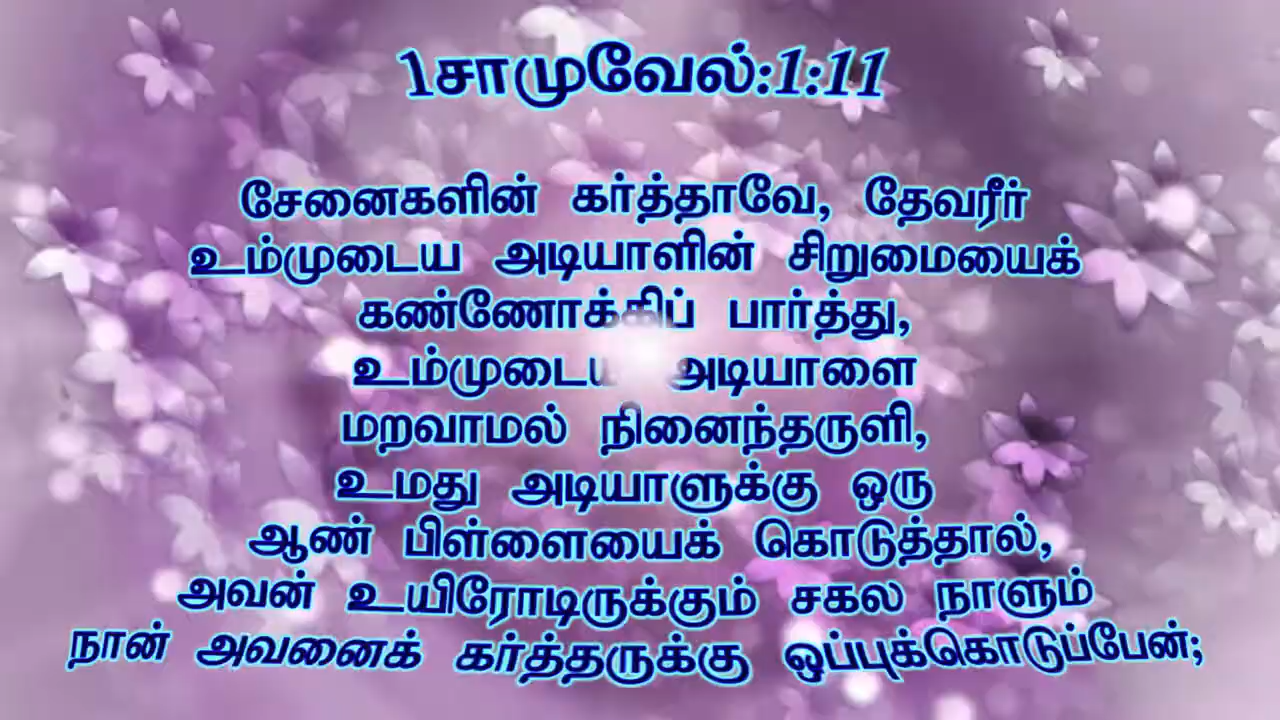 1சாமுவேல்:1:11
சேனைகளின் கர்த்தாவே, தேவரீர்
உம்முடைய அடியாளின் சிறுமையைக்
கண்ணோக்கிப் பார்த்து,
உம்முடைய அடியாளை
மறவாமல் நினைந்தருளி,
உமது அடியாளுக்கு ஒரு
ஆண் பிள்ளையைக் கொடுத்தால்,
அவன் உயிரோடிருக்கும் சகல நாளும்
நான் அவனைக் கர்த்தருக்கு ஒப்புக்கொடுப்பேன்;